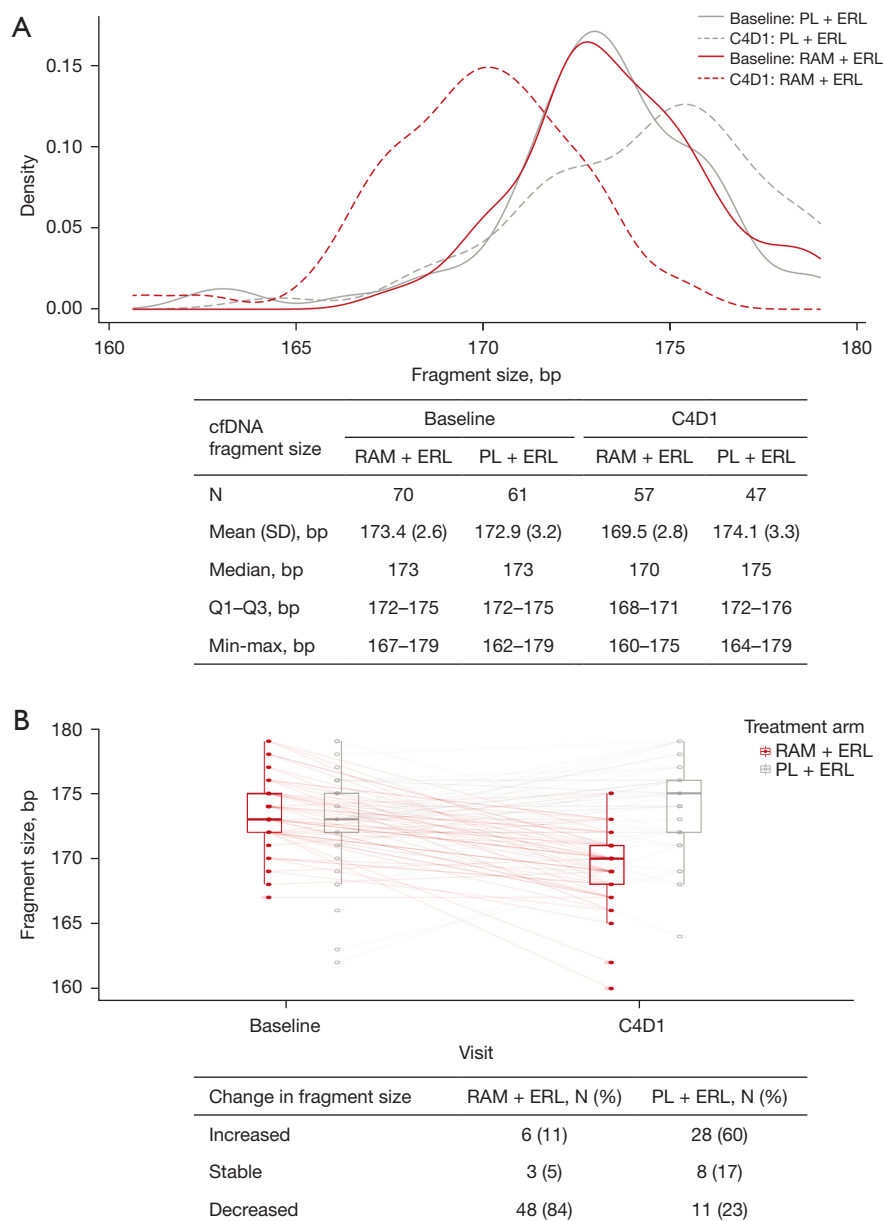 A
Baseline: PL + ERL
C4D1: PL + ERL
Baseline: RAM + ERL
C4D1: RAM + ERL
0.15
0.10
0.05
0.00
Density
160 165 170 175 180
Fragment size, bp
cfDNA fragment size
Baseline C4D1
RAM + ERL PL + ERL RAM + ERL PL + ERL
N 70 61 57 47
Mean (SD), bp 173.4 (2.6) 172.9 (3.2) 169.5 (2.8) 174.1 (3.3)
Median, bp 173 173 170 175
Q1–Q3, bp 172–175 172–175 168–171 172–176
Min-max, bp 167–179 162–179 160–175 164–179
B
180
175
170
165
160
Fragment size, bp
Treatment arm
RAM + ERL
PL + ERL
Baseline C4D1
Visit
Change in fragment size RAM + ERL, N (%) PL + ERL, N (%)
Increased 6 (11) 28 (60)
Stable 3 (5) 8 (17)
Decreased 48 (84) 11 (23)